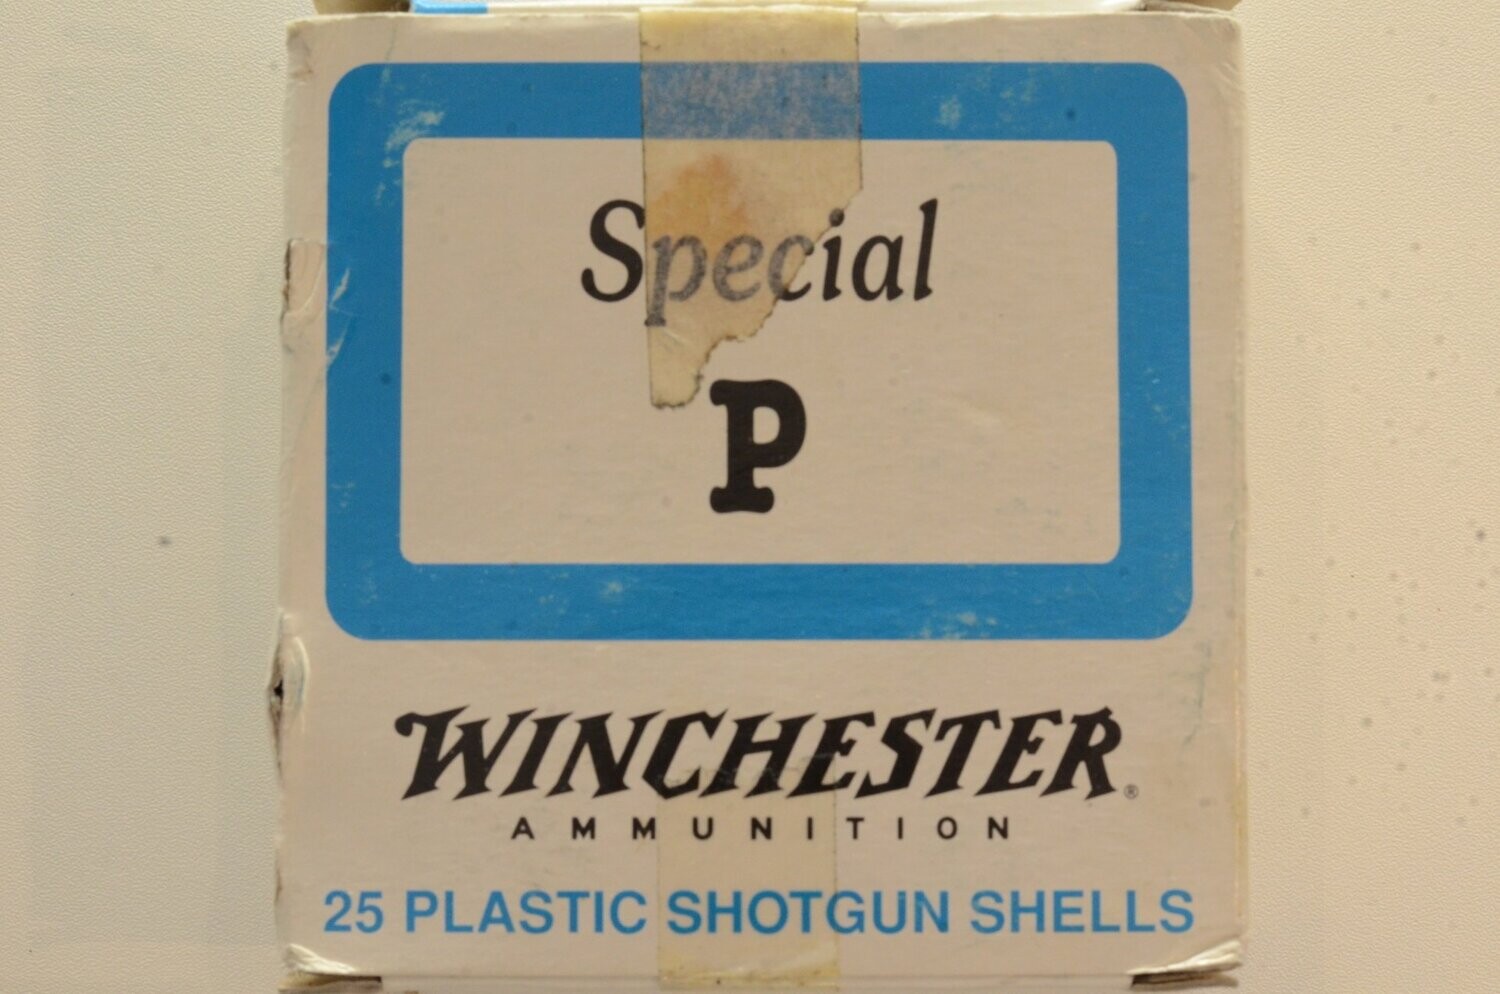 Special
P
WINCHESTER®
AMMUNITION
25 PLASTIC SHOTGUN SHELLS